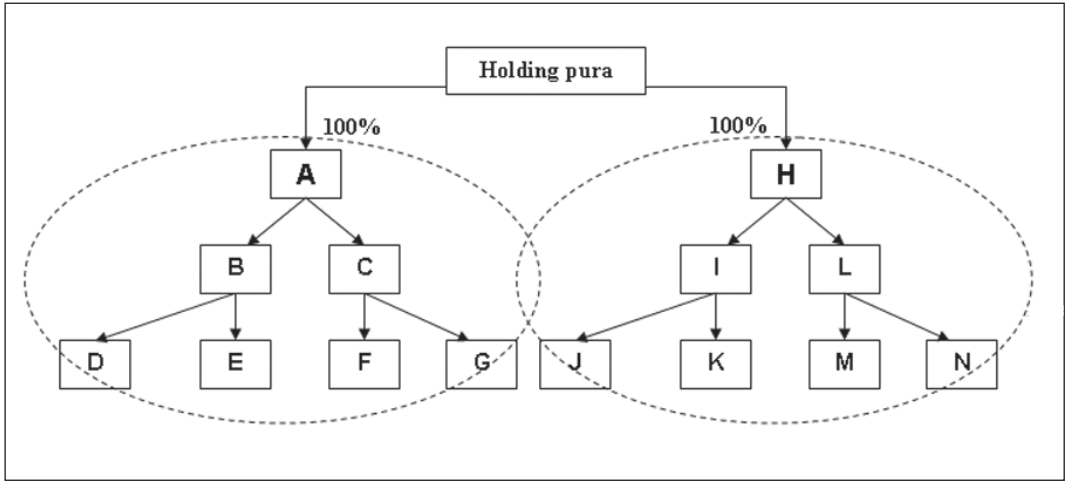 Holding pura
100% 100%
A H
B C I L
D E F G J K M N